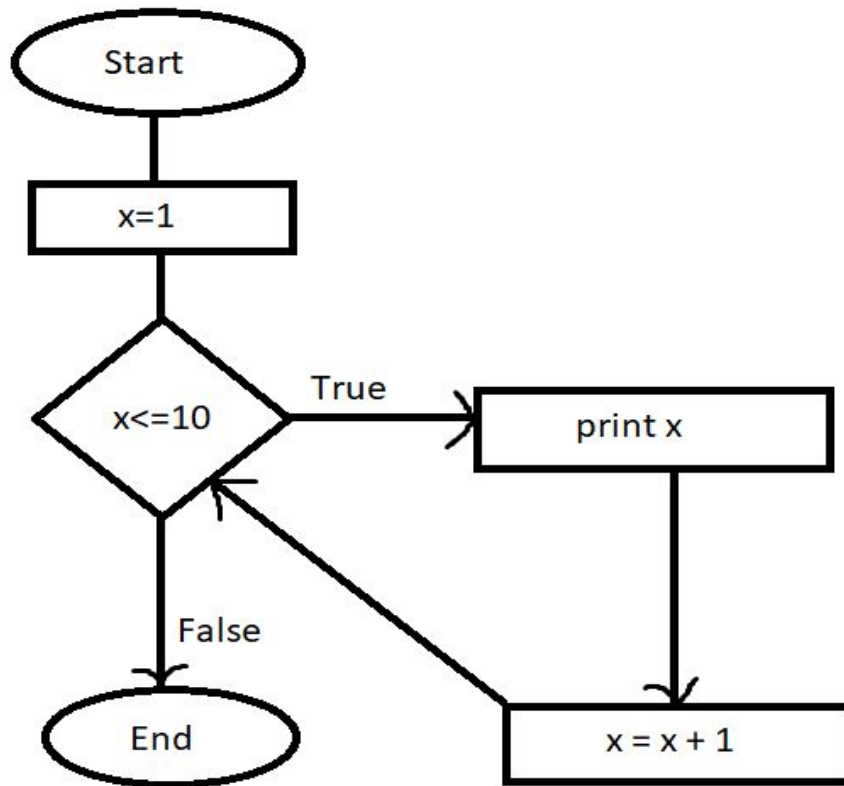 Start
x=1
x<=10
True
print x
False
End
x = x + 1